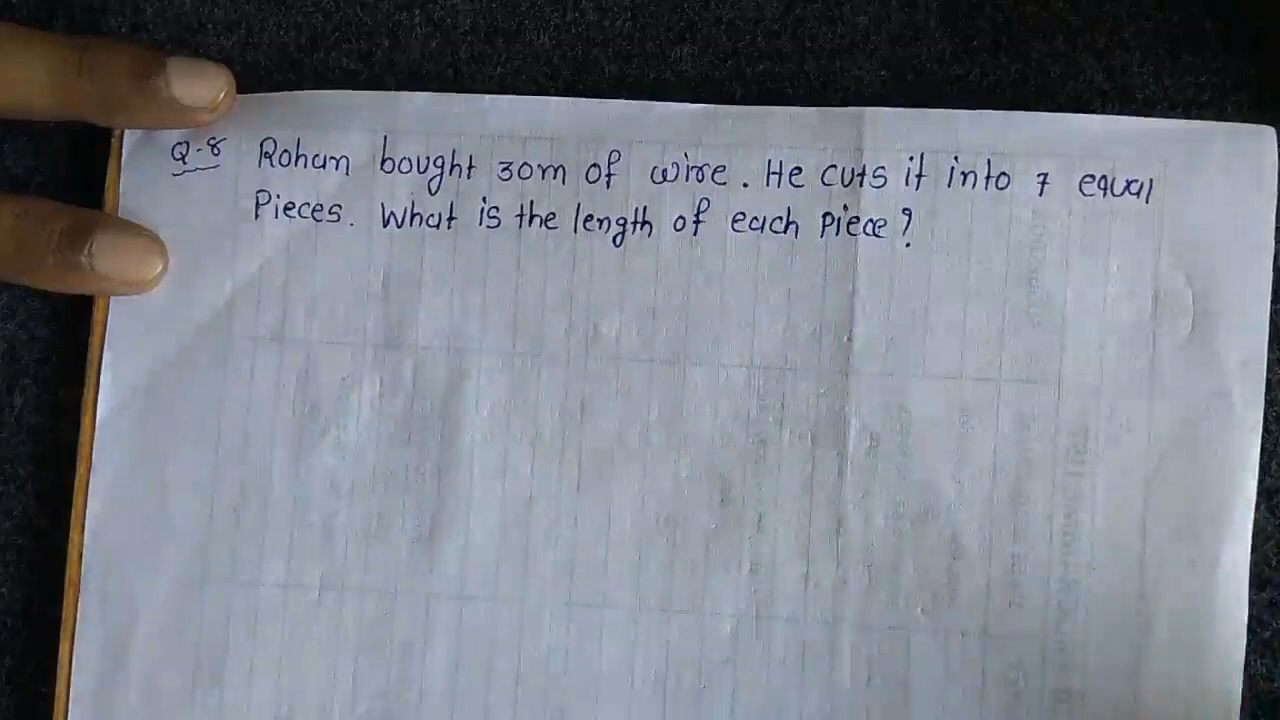 Q-8 Rohan bought 30m of wire. He cuts it into 7 equal
Pieces. What is the length of each piece?